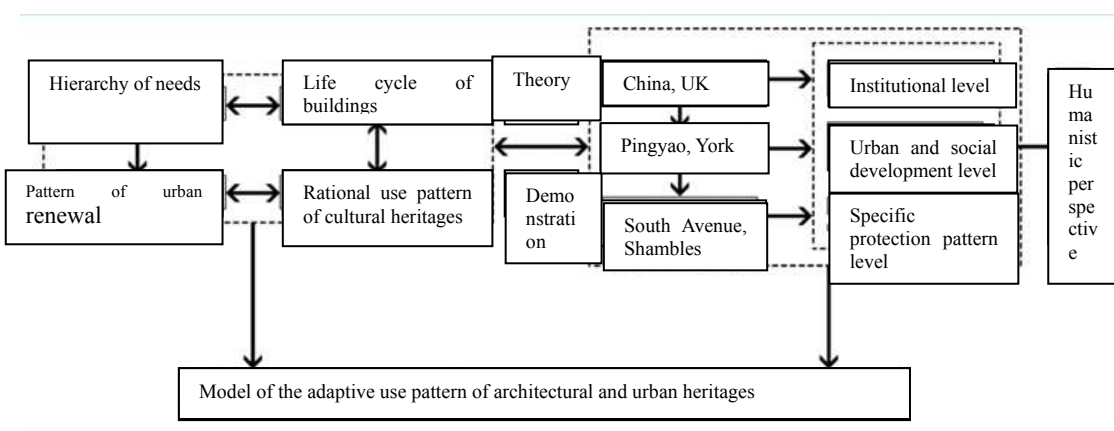 Hierarchy of needs
Life cycle of
buildings
Theory
China, UK
Institutional level
Hu
ma
nist
ic
per
spe
ctiv
e
Pingyao, York
Urban and social
development level
Pattern of urban
renewal
Rational use pattern
of cultural heritages
Demo
nstrati
on
South Avenue,
Shambles
Specific
protection pattern
level
Model of the adaptive use pattern of architectural and urban heritages